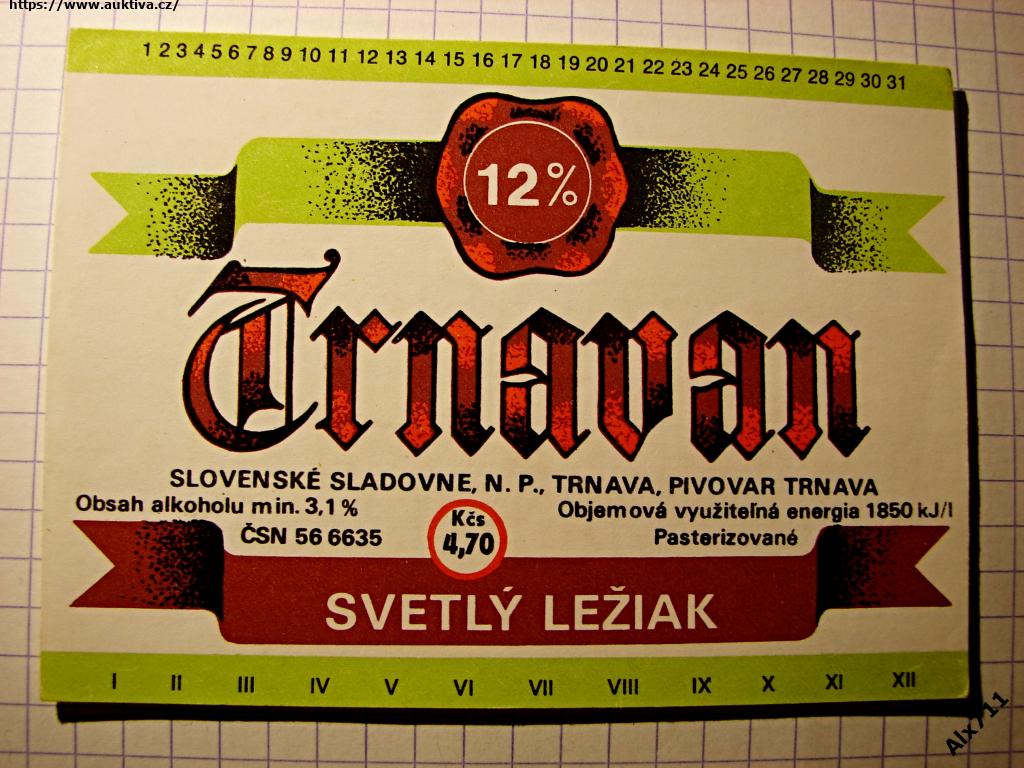 https://www.auktiva.cz/
1 2 3 4 5 6 7 8 9 10 11 12 13 14 15 16 17 18 19 20 21 22 23 24 25 26 27 28 29 30 31
12%
Trnavan
SLOVENSKÉ SLADOVNE, N. P., TRNAVA, PIVOVAR TRNAVA
Obsah alkoholu min. 3,1 %
Objemová využiteľná energia 1850 kJ/l
ČSN 56 6635
Kčs
4,70
Pasterizované
SVETLÝ LEŽIAK
I II III IV V VI VII VIII IX X XI XII
Alx711